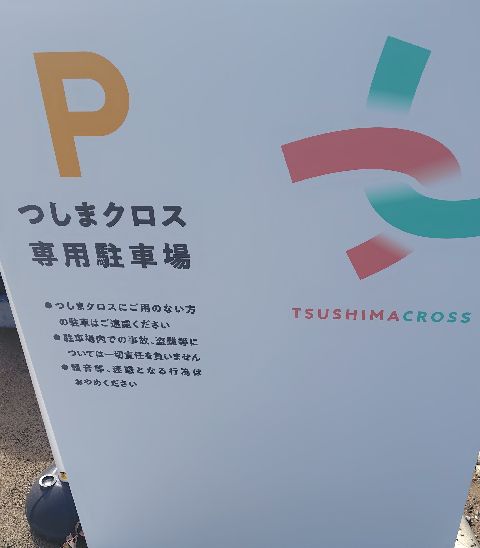 P
つしまクロス
専用駐車場
●つしまクロスにご用のない方
の駐車はご遠慮ください
●駐車場内での事故、盗難等に
ついては一切責任を負いません
●騒音等、迷惑となる行為は
おやめください
TSUSHIMACROSS